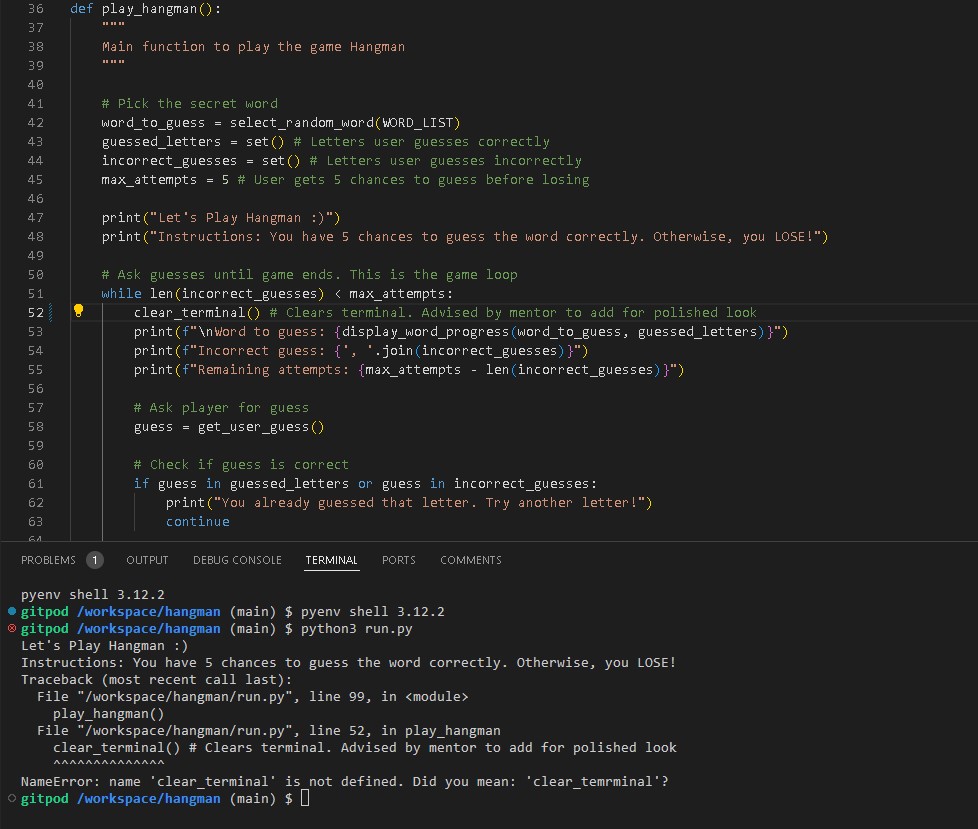 36 def play_hangman():
37     """
38     Main function to play the game Hangman
39     """
40
41     # Pick the secret word
42     word_to_guess = select_random_word(WORD_LIST)
43     guessed_letters = set() # Letters user guesses correctly
44     incorrect_guesses = set() # Letters user guesses incorrectly
45     max_attempts = 5 # User gets 5 chances to guess before losing
46
47     print("Let's Play Hangman :)")
48     print("Instructions: You have 5 chances to guess the word correctly. Otherwise, you LOSE!")
49
50     # Ask guesses until game ends. This is the game loop
51     while len(incorrect_guesses) < max_attempts:
52         clear_terminal() # Clears terminal. Advised by mentor to add for polished look
53         print(f"\nWord to guess: {display_word_progress(word_to_guess, guessed_letters)}")
54         print(f"Incorrect guess: {', '.join(incorrect_guesses)}")
55         print(f"Remaining attempts: {max_attempts - len(incorrect_guesses)}")
56
57         # Ask player for guess
58         guess = get_user_guess()
59
60         # Check if guess is correct
61         if guess in guessed_letters or guess in incorrect_guesses:
62             print("You already guessed that letter. Try another letter!")
63             continue
64
PROBLEMS 1 OUTPUT DEBUG CONSOLE TERMINAL PORTS COMMENTS
pyenv shell 3.12.2
gitpod /workspace/hangman (main) $ pyenv shell 3.12.2
gitpod /workspace/hangman (main) $ python3 run.py
Let's Play Hangman :)
Instructions: You have 5 chances to guess the word correctly. Otherwise, you LOSE!
Traceback (most recent call last):
  File "/workspace/hangman/run.py", line 99, in <module>
    play_hangman()
  File "/workspace/hangman/run.py", line 52, in play_hangman
    clear_terminal() # Clears terminal. Advised by mentor to add for polished look
    ^^^^^^^^^^^^^^
NameError: name 'clear_terminal' is not defined. Did you mean: 'clear_temrminal'?
gitpod /workspace/hangman (main) $